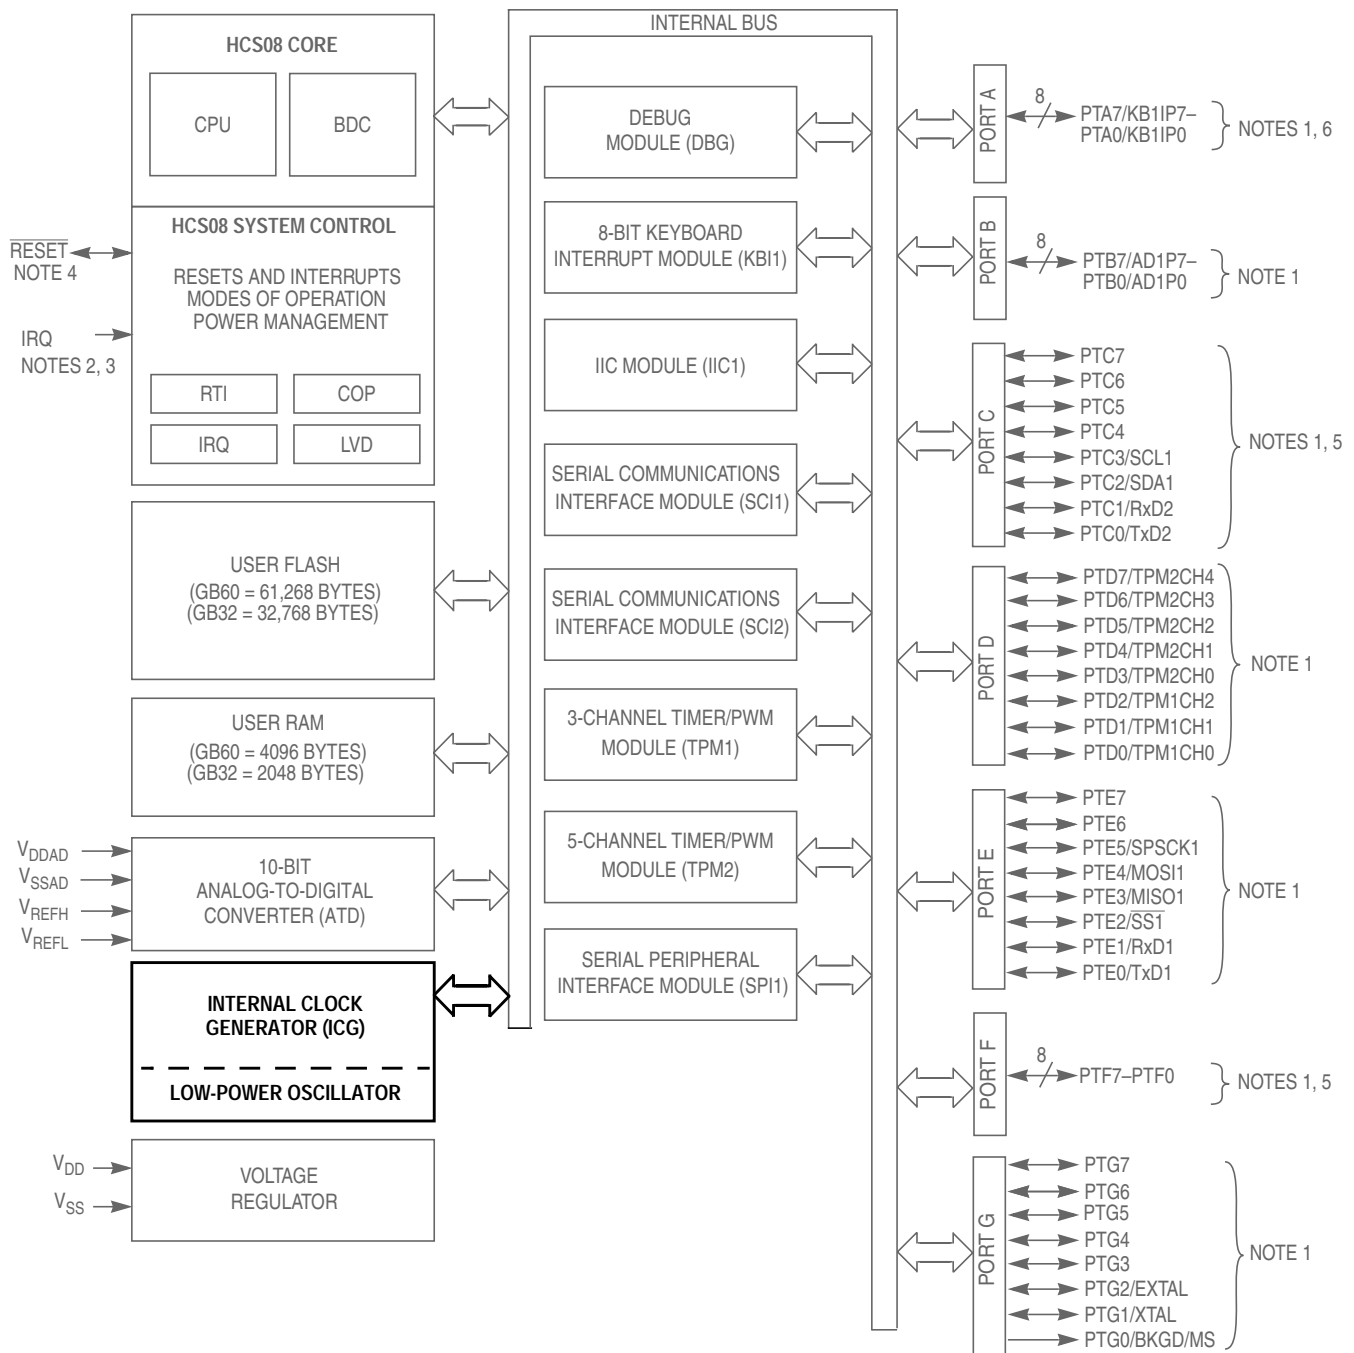 INTERNAL BUS
HCS08 CORE
CPU
BDC
HCS08 SYSTEM CONTROL
RESETS AND INTERRUPTS
MODES OF OPERATION
POWER MANAGEMENT
RTI
COP
IRQ
LVD
RESET
NOTE 4
IRQ
NOTES 2, 3
USER FLASH
(GB60 = 61,268 BYTES)
(GB32 = 32,768 BYTES)
USER RAM
(GB60 = 4096 BYTES)
(GB32 = 2048 BYTES)
VDDAD
VSSAD
VREFH
VREFL
10-BIT
ANALOG-TO-DIGITAL
CONVERTER (ATD)
INTERNAL CLOCK
GENERATOR (ICG)
LOW-POWER OSCILLATOR
VDD
VSS
VOLTAGE
REGULATOR
DEBUG
MODULE (DBG)
8-BIT KEYBOARD
INTERRUPT MODULE (KBI1)
IIC MODULE (IIC1)
SERIAL COMMUNICATIONS
INTERFACE MODULE (SCI1)
SERIAL COMMUNICATIONS
INTERFACE MODULE (SCI2)
3-CHANNEL TIMER/PWM
MODULE (TPM1)
5-CHANNEL TIMER/PWM
MODULE (TPM2)
SERIAL PERIPHERAL
INTERFACE MODULE (SPI1)
PORT A
8
PTA7/KB1IP7–
PTA0/KB1IP0
NOTES 1, 6
PORT B
8
PTB7/AD1P7–
PTB0/AD1P0
NOTE 1
PORT C
PTC7
PTC6
PTC5
PTC4
PTC3/SCL1
PTC2/SDA1
PTC1/RxD2
PTC0/TxD2
NOTES 1, 5
PORT D
PTD7/TPM2CH4
PTD6/TPM2CH3
PTD5/TPM2CH2
PTD4/TPM2CH1
PTD3/TPM2CH0
PTD2/TPM1CH2
PTD1/TPM1CH1
PTD0/TPM1CH0
NOTE 1
PORT E
PTE7
PTE6
PTE5/SPSCK1
PTE4/MOSI1
PTE3/MISO1
PTE2/SS1
PTE1/RxD1
PTE0/TxD1
NOTE 1
PORT F
8
PTF7–PTF0
NOTES 1, 5
PORT G
PTG7
PTG6
PTG5
PTG4
PTG3
PTG2/EXTAL
PTG1/XTAL
PTG0/BKGD/MS
NOTE 1